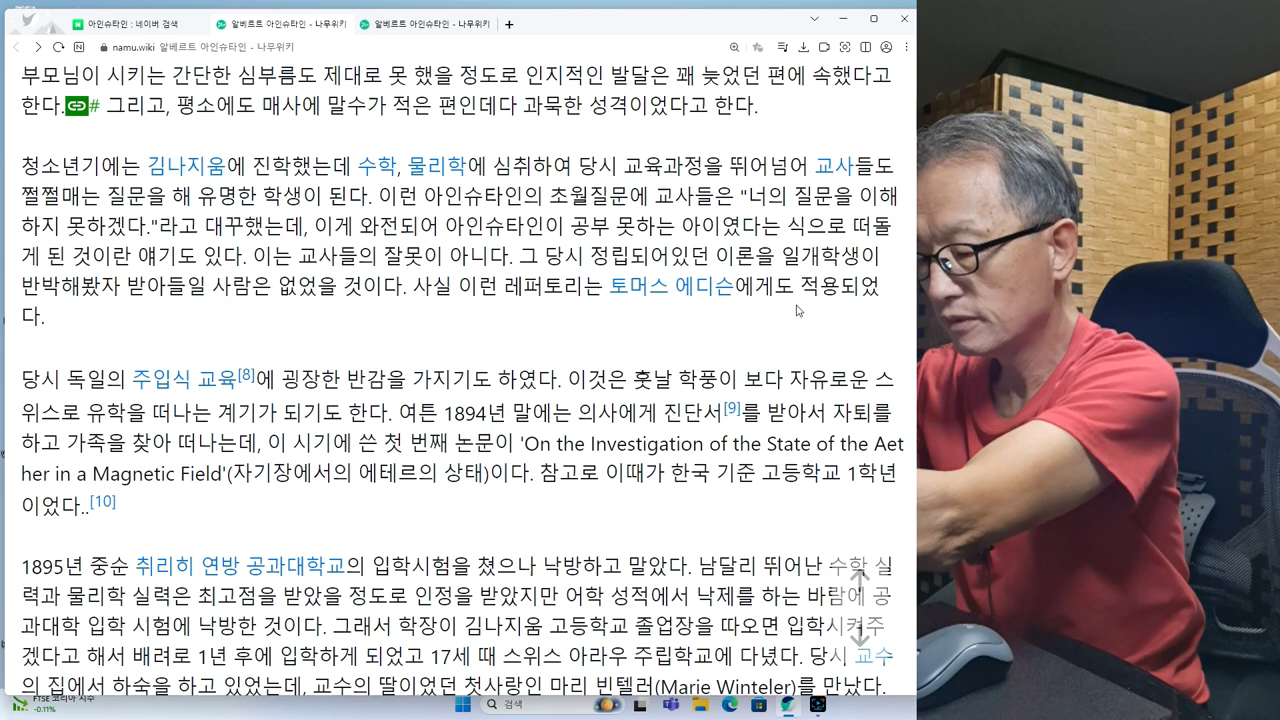 아인슈타인 : 네이버 검색
알베르트 아인슈타인 - 나무위키
알베르트 아인슈타인 - 나무위키
namu.wiki 알베르트 아인슈타인 - 나무위키
부모님이 시키는 간단한 심부름도 제대로 못 했을 정도로 인지적인 발달은 꽤 늦었던 편에 속했다고
한다.# 그리고, 평소에도 매사에 말수가 적은 편인데다 과묵한 성격이었다고 한다.
청소년기에는 김나지움에 진학했는데 수학, 물리학에 심취하여 당시 교육과정을 뛰어넘어 교사들도
쩔쩔매는 질문을 해 유명한 학생이 된다. 이런 아인슈타인의 초월질문에 교사들은 "너의 질문을 이해
하지 못하겠다."라고 대꾸했는데, 이게 와전되어 아인슈타인이 공부 못하는 아이였다는 식으로 떠돌
게 된 것이란 얘기도 있다. 이는 교사들의 잘못이 아니다. 그 당시 정립되어있던 이론을 일개학생이
반박해봤자 받아들일 사람은 없었을 것이다. 사실 이런 레퍼토리는 토머스 에디슨에게도 적용되었
다.
당시 독일의 주입식 교육[8]에 굉장한 반감을 가지기도 하였다. 이것은 훗날 학풍이 보다 자유로운 스
위스로 유학을 떠나는 계기가 되기도 한다. 여튼 1894년 말에는 의사에게 진단서[9]를 받아서 자퇴를
하고 가족을 찾아 떠나는데, 이 시기에 쓴 첫 번째 논문이 'On the Investigation of the State of the Aet
her in a Magnetic Field'(자기장에서의 에테르의 상태)이다. 참고로 이때가 한국 기준 고등학교 1학년
이었다..[10]
1895년 중순 취리히 연방 공과대학교의 입학시험을 쳤으나 낙방하고 말았다. 남달리 뛰어난 수학 실
력과 물리학 실력은 최고점을 받았을 정도로 인정을 받았지만 어학 성적에서 낙제를 하는 바람에 공
과대학 입학 시험에 낙방한 것이다. 그래서 학장이 김나지움 고등학교 졸업장을 따오면 입학시켜주
겠다고 해서 배려로 1년 후에 입학하게 되었고 17세 때 스위스 아라우 주립학교에 다녔다. 당시 교수
의 집에서 하숙을 하고 있었는데, 교수의 딸이었던 첫사랑인 마리 빈텔러(Marie Winteler)를 만났다.
FTSE 코리아 지수
-0.11%
검색